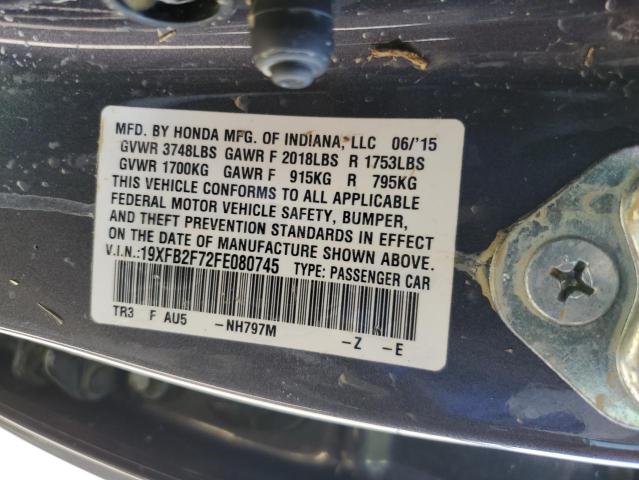 MFD. BY HONDA MFG. OF INDIANA, LLC 06/'15
GVWR 3748LBS GAWR F 2018LBS R 1753LBS
GVWR 1700KG GAWR F 915KG R 795KG
THIS VEHICLE CONFORMS TO ALL APPLICABLE
FEDERAL MOTOR VEHICLE SAFETY, BUMPER,
AND THEFT PREVENTION STANDARDS IN EFFECT
ON THE DATE OF MANUFACTURE SHOWN ABOVE.
V.I.N.:19XFB2F72FE080745 TYPE: PASSENGER CAR
TR3 F AU5 -NH797M -Z -E